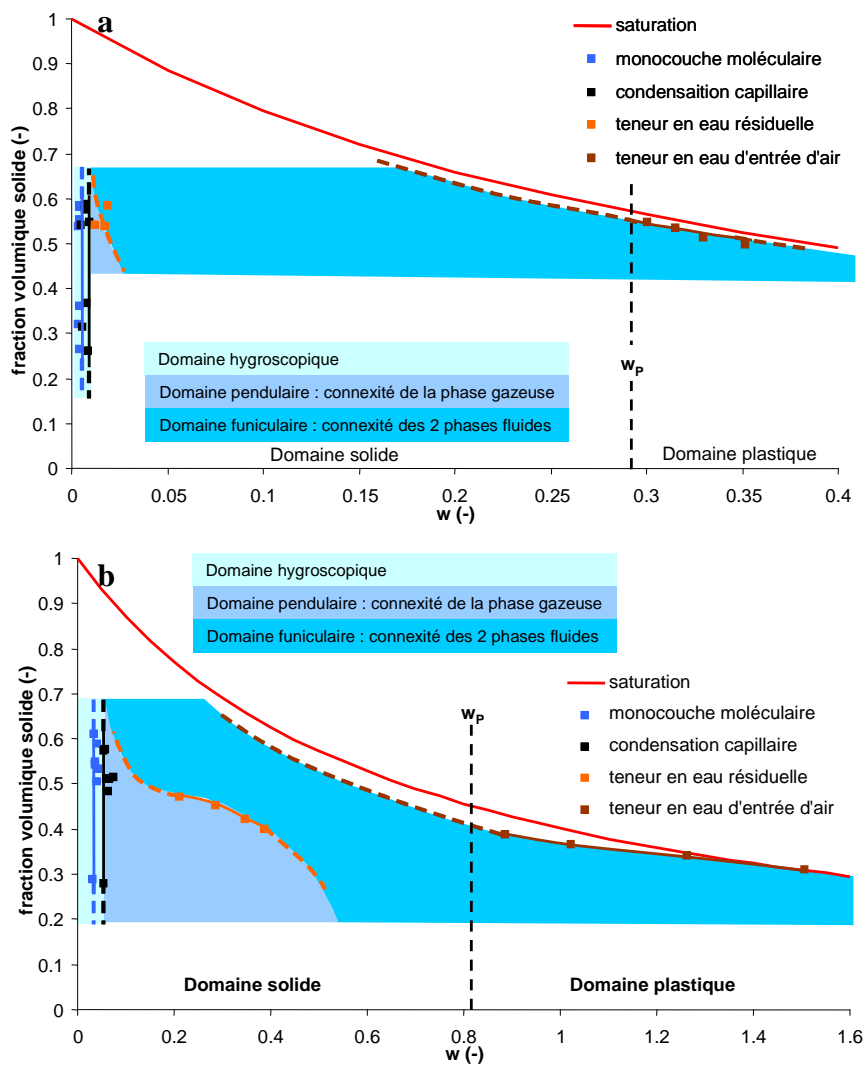 a
saturation
monocouche moléculaire
condensaition capillaire
teneur en eau résiduelle
teneur en eau d'entrée d'air
fraction volumique solide (-)
1
0.9
0.8
0.7
0.6
0.5
0.4
0.3
0.2
0.1
0
Domaine hygroscopique
Domaine pendulaire : connexité de la phase gazeuse
Domaine funiculaire : connexité des 2 phases fluides
wP
Domaine solide
Domaine plastique
0 0.05 0.1 0.15 0.2 0.25 0.3 0.35 0.4
w (-)
b
Domaine hygroscopique
Domaine pendulaire : connexité de la phase gazeuse
Domaine funiculaire : connexité des 2 phases fluides
saturation
monocouche moléculaire
condensation capillaire
teneur en eau résiduelle
teneur en eau d'entrée d'air
wP
fraction volumique solide (-)
1
0.9
0.8
0.7
0.6
0.5
0.4
0.3
0.2
0.1
0
Domaine solide
Domaine plastique
0 0.2 0.4 0.6 0.8 1 1.2 1.4 1.6
w (-)